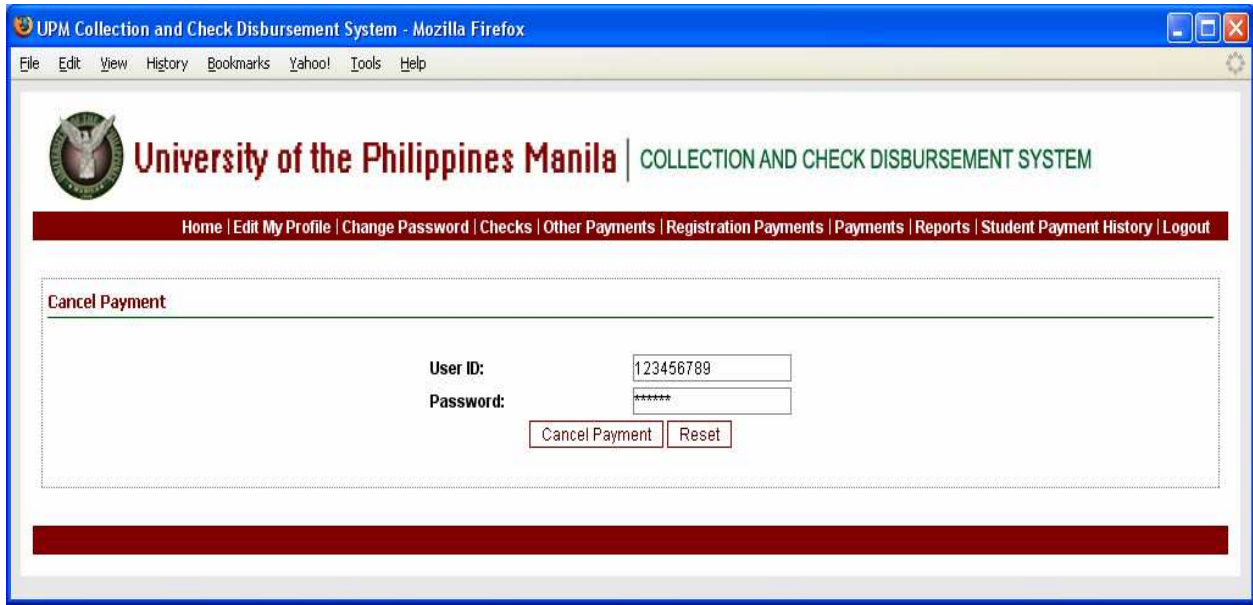 UPM Collection and Check Disbursement System - Mozilla Firefox
File Edit View History Bookmarks Yahoo! Tools Help
University of the Philippines Manila | COLLECTION AND CHECK DISBURSEMENT SYSTEM
Home | Edit My Profile | Change Password | Checks | Other Payments | Registration Payments | Payments | Reports | Student Payment History | Logout
Cancel Payment
User ID: 123456789
Password: ******
Cancel Payment Reset